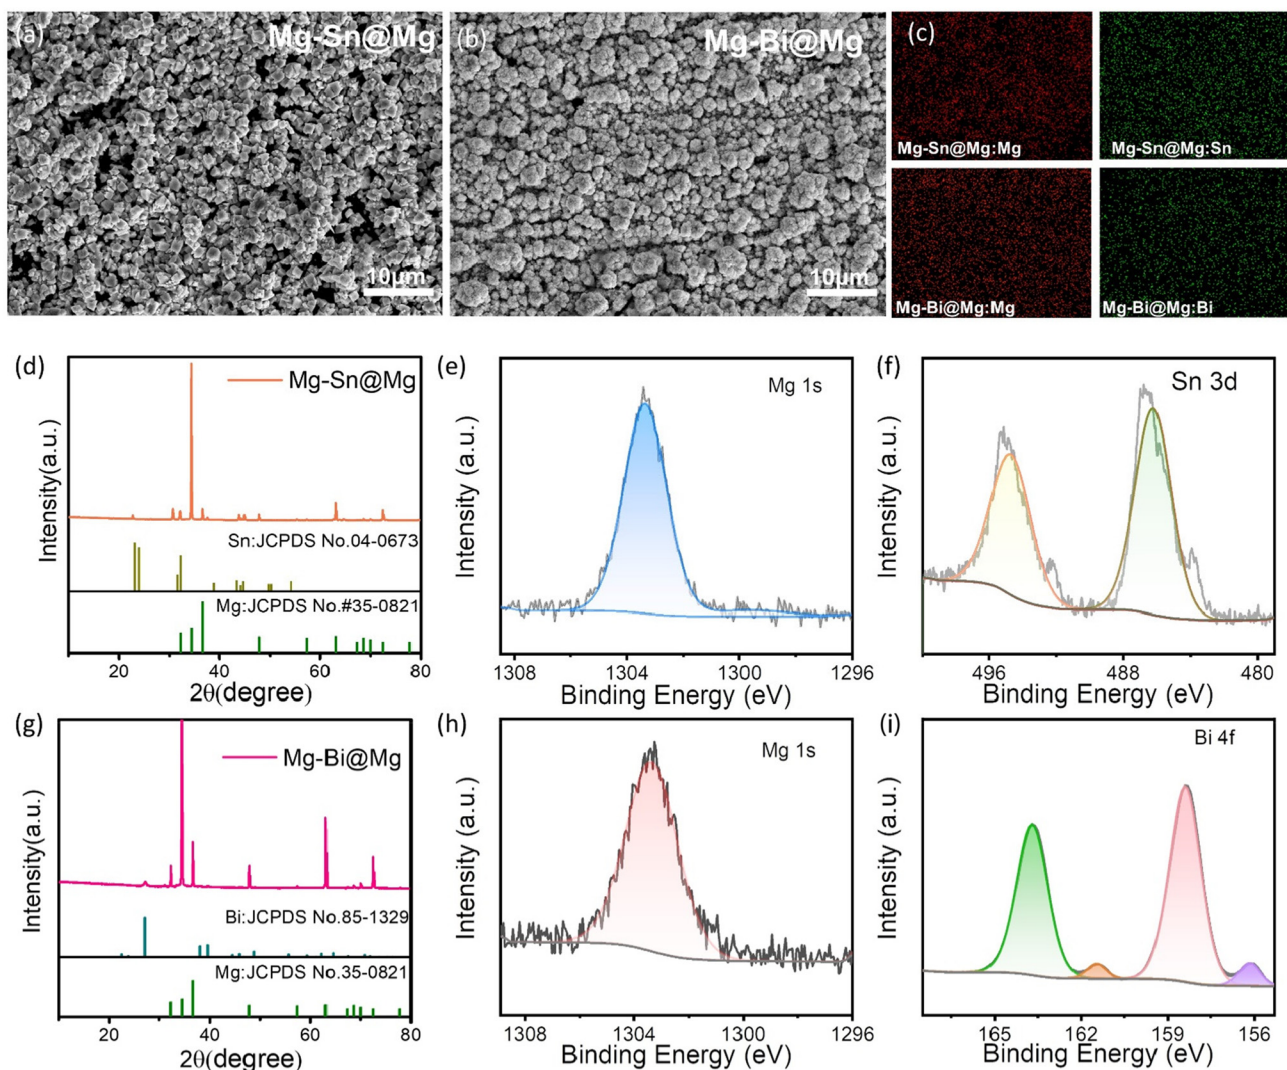 (a) Mg-Sn@Mg
10μm
(b) Mg-Bi@Mg
10μm
(c)
Mg-Sn@Mg:Mg
Mg-Sn@Mg:Sn
Mg-Bi@Mg:Mg
Mg-Bi@Mg:Bi
(d)
Mg-Sn@Mg
Sn:JCPDS No.04-0673
Mg:JCPDS No.#35-0821
Intensity(a.u.)
20 40 60 80
2θ(degree)
(e)
Mg 1s
Intensity (a.u.)
1308 1304 1300 1296
Binding Energy (eV)
(f)
Sn 3d
Intensity (a.u.)
496 488 480
Binding Energy (eV)
(g)
Mg-Bi@Mg
Bi:JCPDS No.85-1329
Mg:JCPDS No.35-0821
Intensity(a.u.)
20 40 60 80
2θ(degree)
(h)
Mg 1s
Intensity (a.u.)
1308 1304 1300 1296
Binding Energy (eV)
(i)
Bi 4f
Intensity (a.u.)
165 162 159 156
Binding Energy (eV)